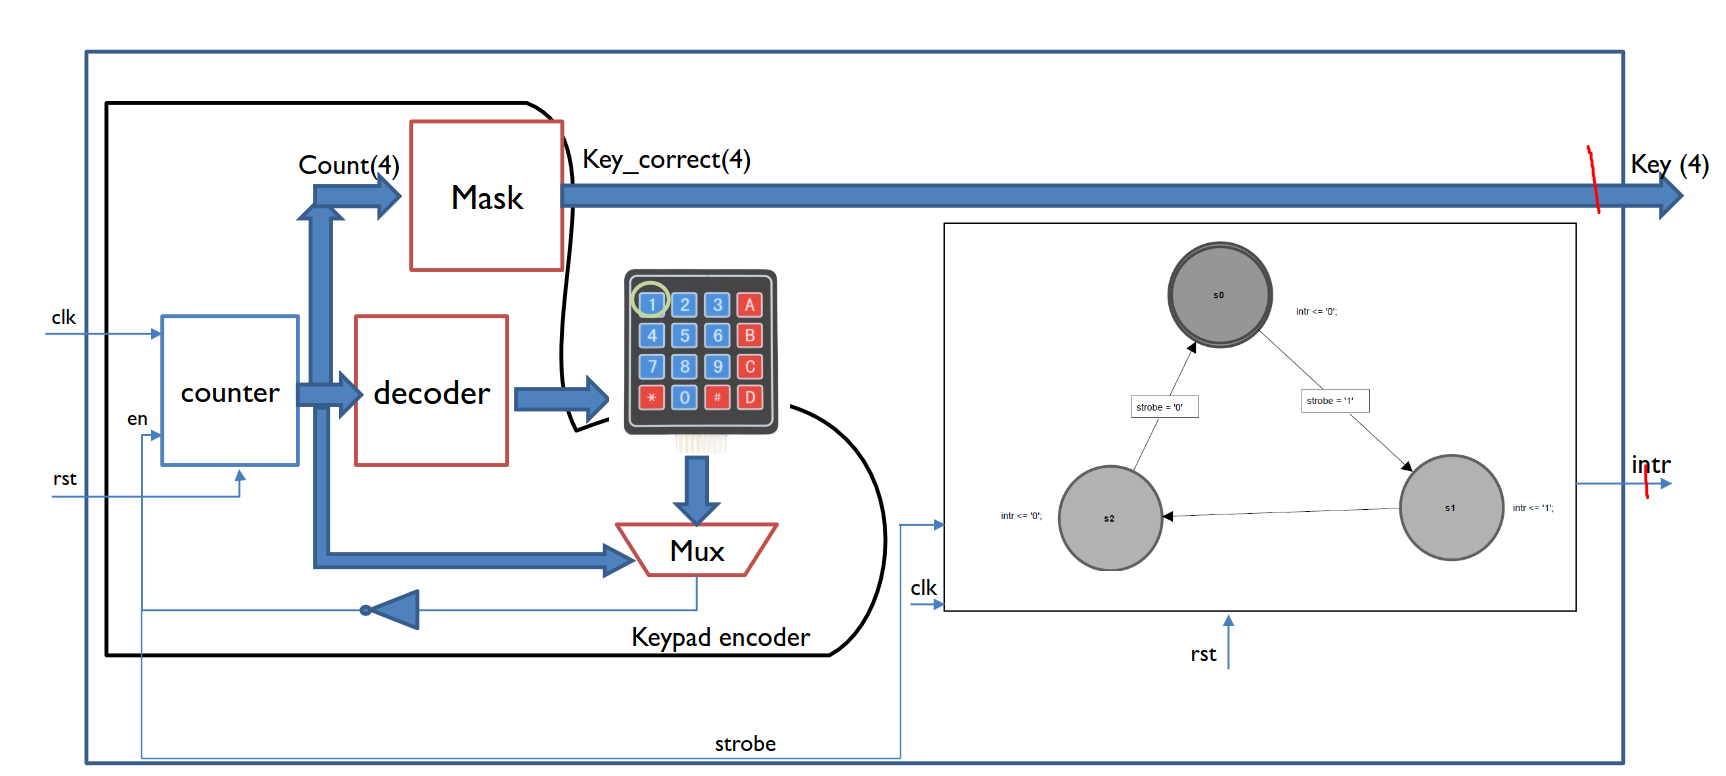 Count(4)
Mask
Key_correct(4)
Key (4)
clk
counter
decoder
en
rst
1 2 3 A
4 5 6 B
7 8 9 C
* 0 # D
Mux
Keypad encoder
strobe
s0
intr <= '0';
strobe = '0'
strobe = '1'
intr <= '0';
s2
s1
intr <= '1';
intr
clk
rst